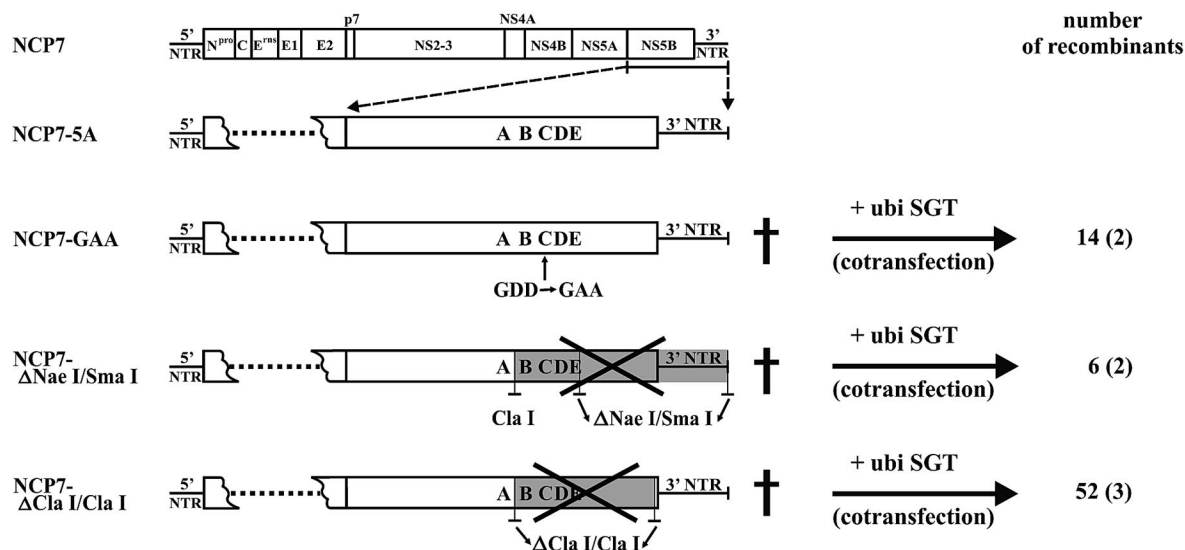 number
of recombinants
NCP7
5'
NTR
Npro
C
Erns
E1
E2
p7
NS2-3
NS4A
NS4B
NS5A
NS5B
3'
NTR
NCP7-5A
5'
NTR
A B CDE
3' NTR
NCP7-GAA
5'
NTR
A B CDE
3' NTR
GDD→GAA
†
+ ubi SGT
(cotransfection)
14 (2)
NCP7-
ΔNae I/Sma I
5'
NTR
A B CDE
3' NTR
Cla I
ΔNae I/Sma I
†
+ ubi SGT
(cotransfection)
6 (2)
NCP7-
ΔCla I/Cla I
5'
NTR
A B CDE
3' NTR
ΔCla I/Cla I
†
+ ubi SGT
(cotransfection)
52 (3)